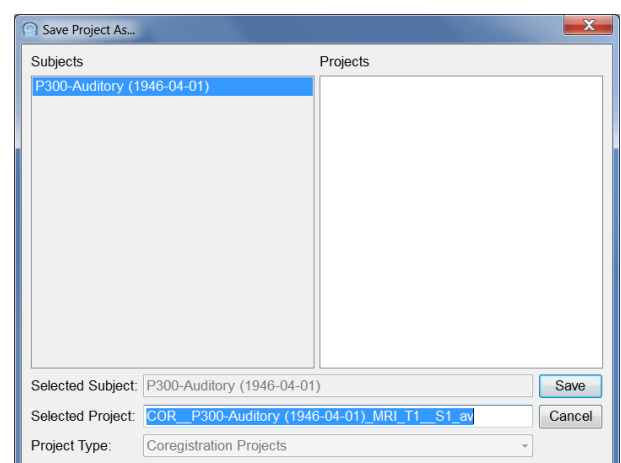 Save Project As...
Subjects Projects
P300-Auditory (1946-04-01)
Selected Subject: P300-Auditory (1946-04-01) Save
Selected Project: COR__P300-Auditory (1946-04-01)_MRI_T1__S1_av Cancel
Project Type: Coregistration Projects